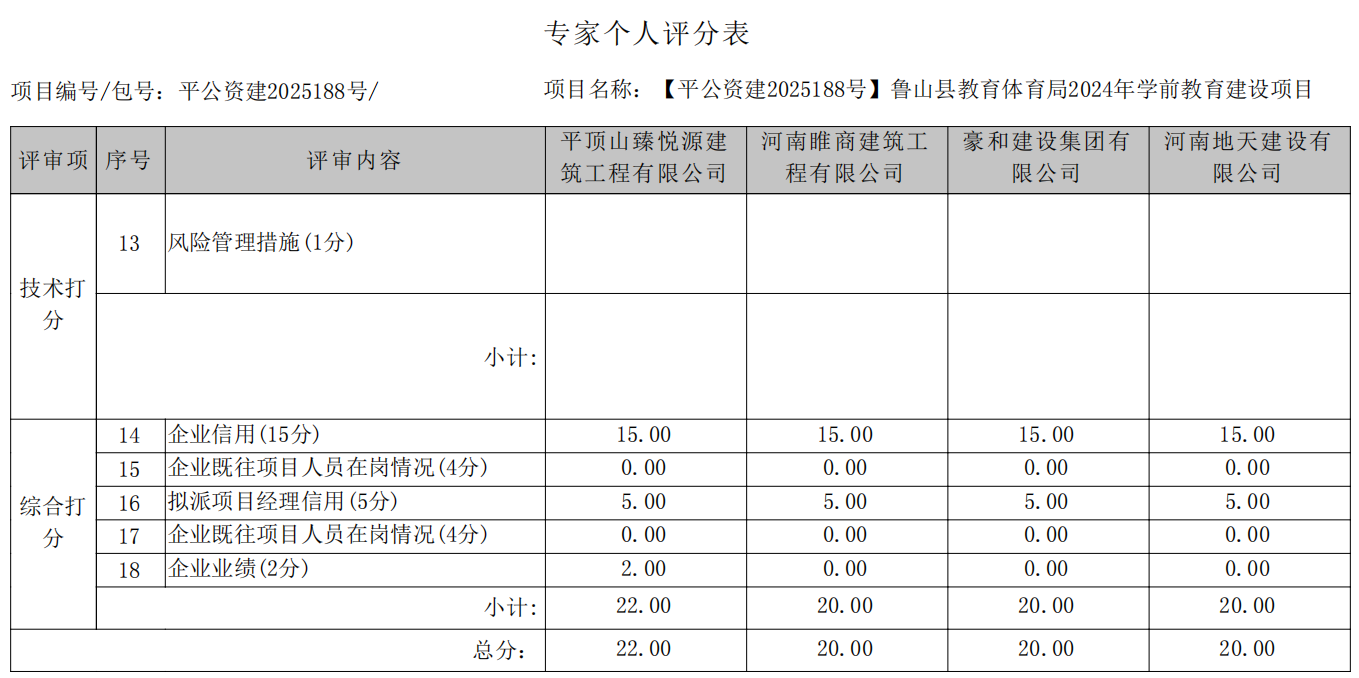 专家个人评分表
项目编号/包号：平公资建2025188号/ 项目名称：【平公资建2025188号】鲁山县教育体育局2024年学前教育建设项目
评审项 序号 评审内容 平顶山臻悦源建筑工程有限公司 河南睢商建筑工程有限公司 豪和建设集团有限公司 河南地天建设有限公司
技术打分
13 风险管理措施(1分)
小计:
综合打分
14 企业信用(15分) 15.00 15.00 15.00 15.00
15 企业既往项目人员在岗情况(4分) 0.00 0.00 0.00 0.00
16 拟派项目经理信用(5分) 5.00 5.00 5.00 5.00
17 企业既往项目人员在岗情况(4分) 0.00 0.00 0.00 0.00
18 企业业绩(2分) 2.00 0.00 0.00 0.00
小计: 22.00 20.00 20.00 20.00
总分: 22.00 20.00 20.00 20.00